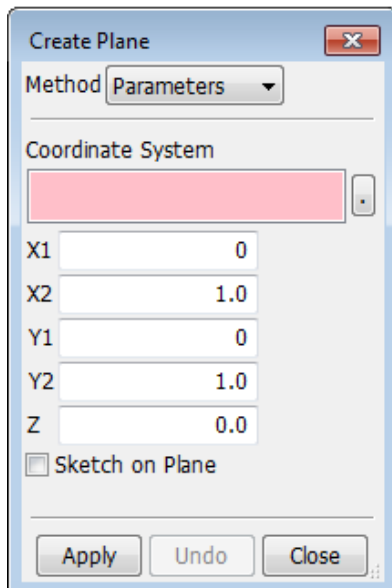 Create Plane
Method Parameters
Coordinate System
.
X1 0
X2 1.0
Y1 0
Y2 1.0
Z 0.0
Sketch on Plane
Apply Undo Close